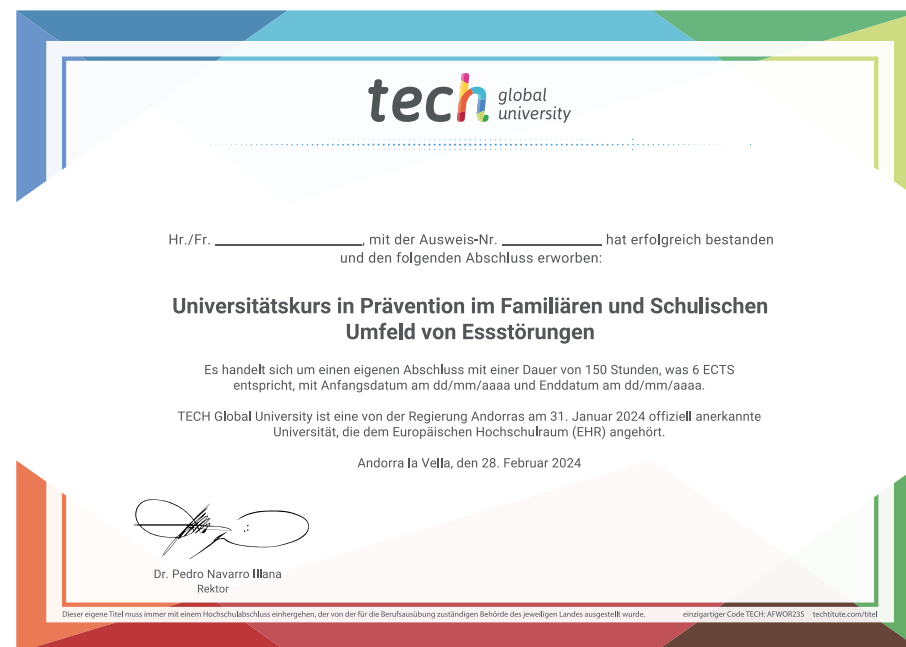 tech global university
Hr./Fr. ____________________, mit der Ausweis-Nr. ______________ hat erfolgreich bestanden
und den folgenden Abschluss erworben:
Universitätskurs in Prävention im Familiären und Schulischen
Umfeld von Essstörungen
Es handelt sich um einen eigenen Abschluss mit einer Dauer von 150 Stunden, was 6 ECTS
entspricht, mit Anfangsdatum am dd/mm/aaaa und Enddatum am dd/mm/aaaa.
TECH Global University ist eine von der Regierung Andorras am 31. Januar 2024 offiziell anerkannte
Universität, die dem Europäischen Hochschulraum (EHR) angehört.
Andorra la Vella, den 28. Februar 2024
Dr. Pedro Navarro Illana
Rektor
Dieser eigene Titel muss immer mit einem Hochschulabschluss einhergehen, der von der für die Berufsausübung zuständigen Behörde des jeweiligen Landes ausgestellt wurde. einzigartiger Code TECH: AFWOR23S techtitute.com/titel